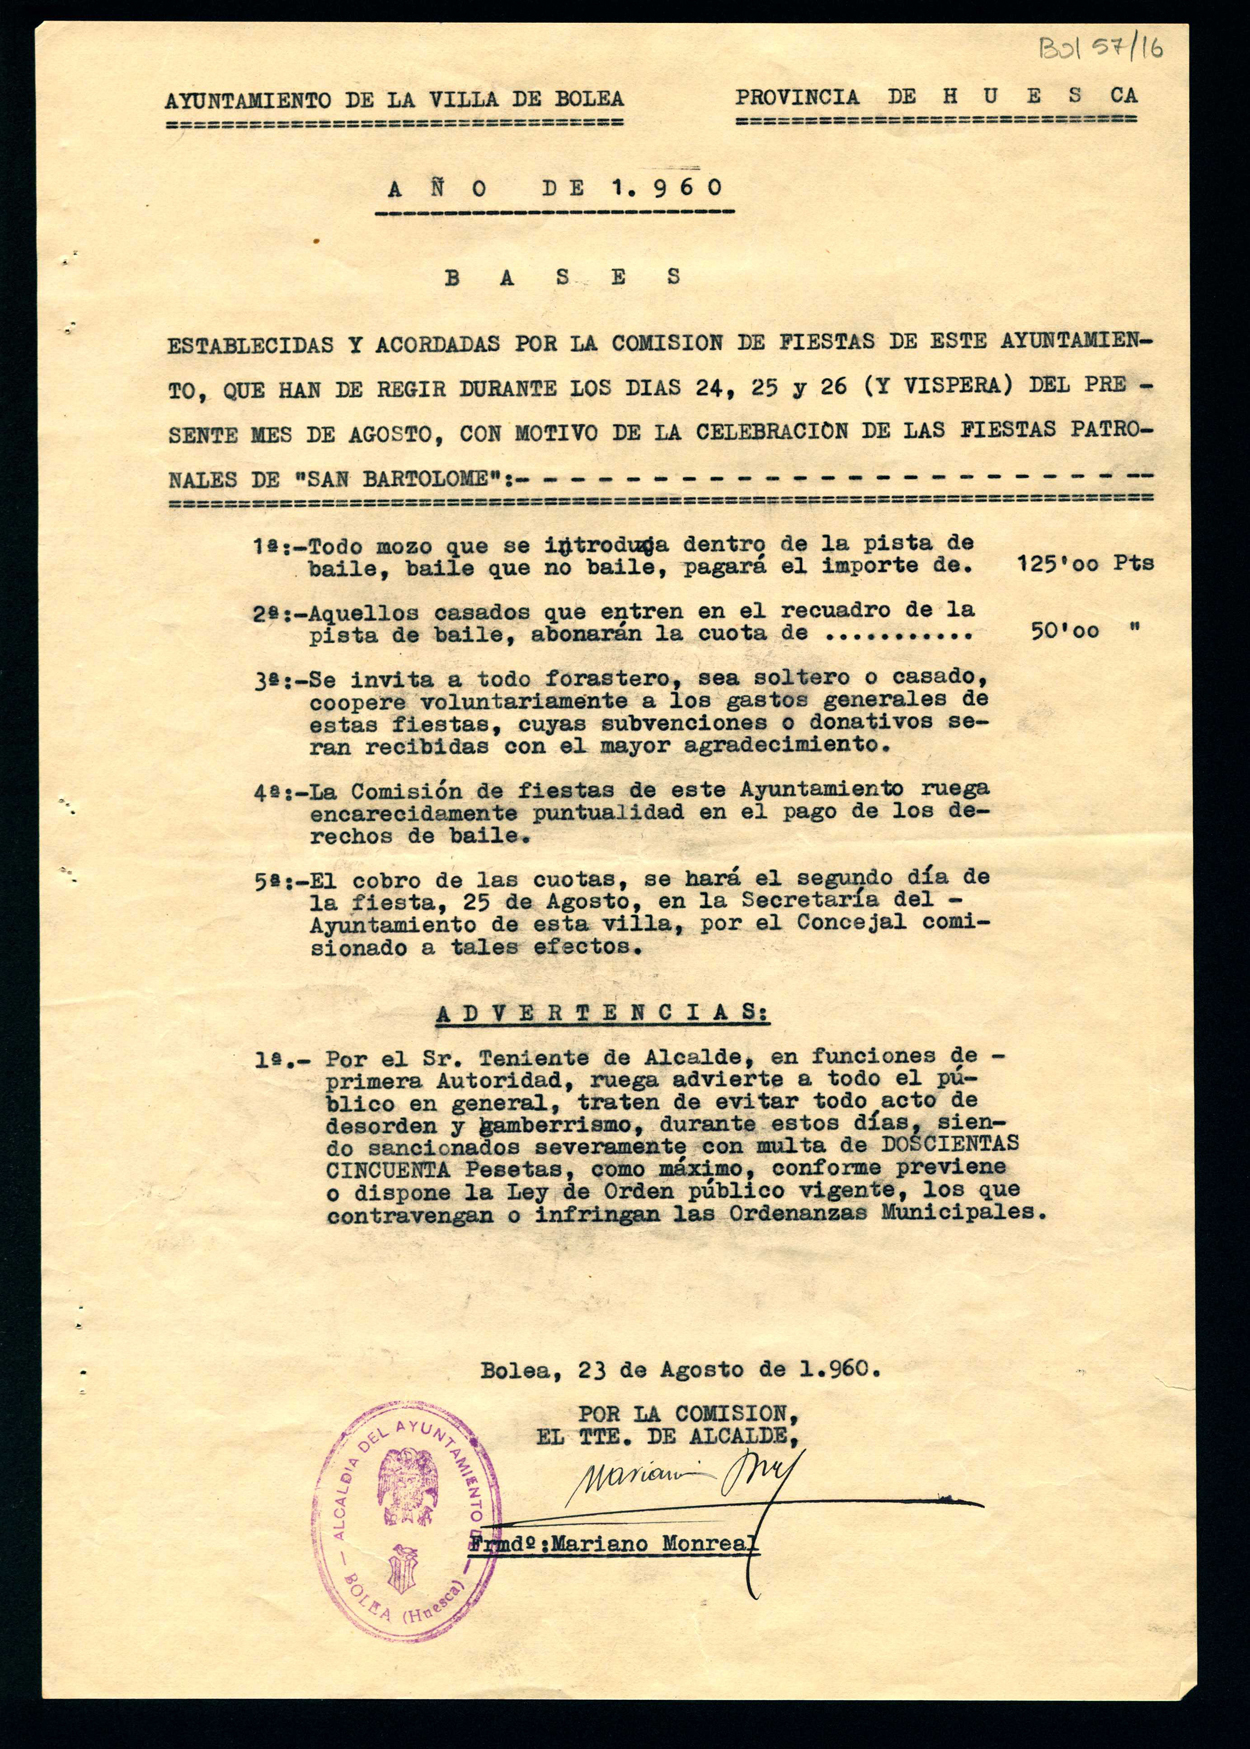 Bol 57/16
AYUNTAMIENTO DE LA VILLA DE BOLEA PROVINCIA DE H U E S CA
A Ñ O DE 1.960
B A S E S
ESTABLECIDAS Y ACORDADAS POR LA COMISION DE FIESTAS DE ESTE AYUNTAMIEN-
TO, QUE HAN DE REGIR DURANTE LOS DIAS 24, 25 y 26 (Y VISPERA) DEL PRE -
SENTE MES DE AGOSTO, CON MOTIVO DE LA CELEBRACION DE LAS FIESTAS PATRO-
NALES DE "SAN BARTOLOME":- - - - - - - - - - - - - - - - - - - - - - --
1ª:-Todo mozo que se introduzca dentro de la pista de
baile, baile que no baile, pagará el importe de. 125'oo Pts
2ª:-Aquellos casados que entren en el recuadro de la
pista de baile, abonarán la cuota de ........... 50'oo "
3ª:-Se invita a todo forastero, sea soltero o casado,
coopere voluntariamente a los gastos generales de
estas fiestas, cuyas subvenciones o donativos se-
ran recibidas con el mayor agradecimiento.
4ª:-La Comisión de fiestas de este Ayuntamiento ruega
encarecidamente puntualidad en el pago de los de-
rechos de baile.
5ª:-El cobro de las cuotas, se hará el segundo día de
la fiesta, 25 de Agosto, en la Secretaría del -
Ayuntamiento de esta villa, por el Concejal comi-
sionado a tales efectos.
A D V E R T E N C I A S:
1ª.- Por el Sr. Teniente de Alcalde, en funciones de -
primera Autoridad, ruega advierte a todo el pú-
blico en general, traten de evitar todo acto de
desorden y gamberrismo, durante estos días, sien-
do sancionados severamente con multa de DOSCIENTAS
CINCUENTA Pesetas, como máximo, conforme previene
o dispone la Ley de Orden público vigente, los que
contravengan o infringan las Ordenanzas Municipales.
Bolea, 23 de Agosto de 1.960.
POR LA COMISION,
EL TTE. DE ALCALDE,
Frmdº:Mariano Monreal
ALCALDIA DEL AYUNTAMIENTO DE
BOLEA (Huesca)